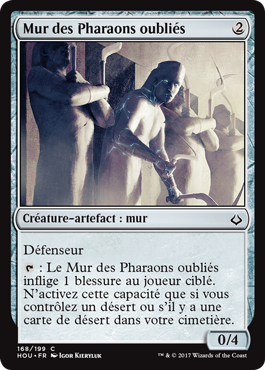 Mur des Pharaons oubliés 2
Créature-artefact : mur
Défenseur
: Le Mur des Pharaons oubliés
inflige 1 blessure au joueur ciblé.
N'activez cette capacité que si vous
contrôlez un désert ou s'il y a une
carte de désert dans votre cimetière.
0/4
168/199 C
HOU • FR Igor Kieryluk
™ & © 2017 Wizards of the Coast